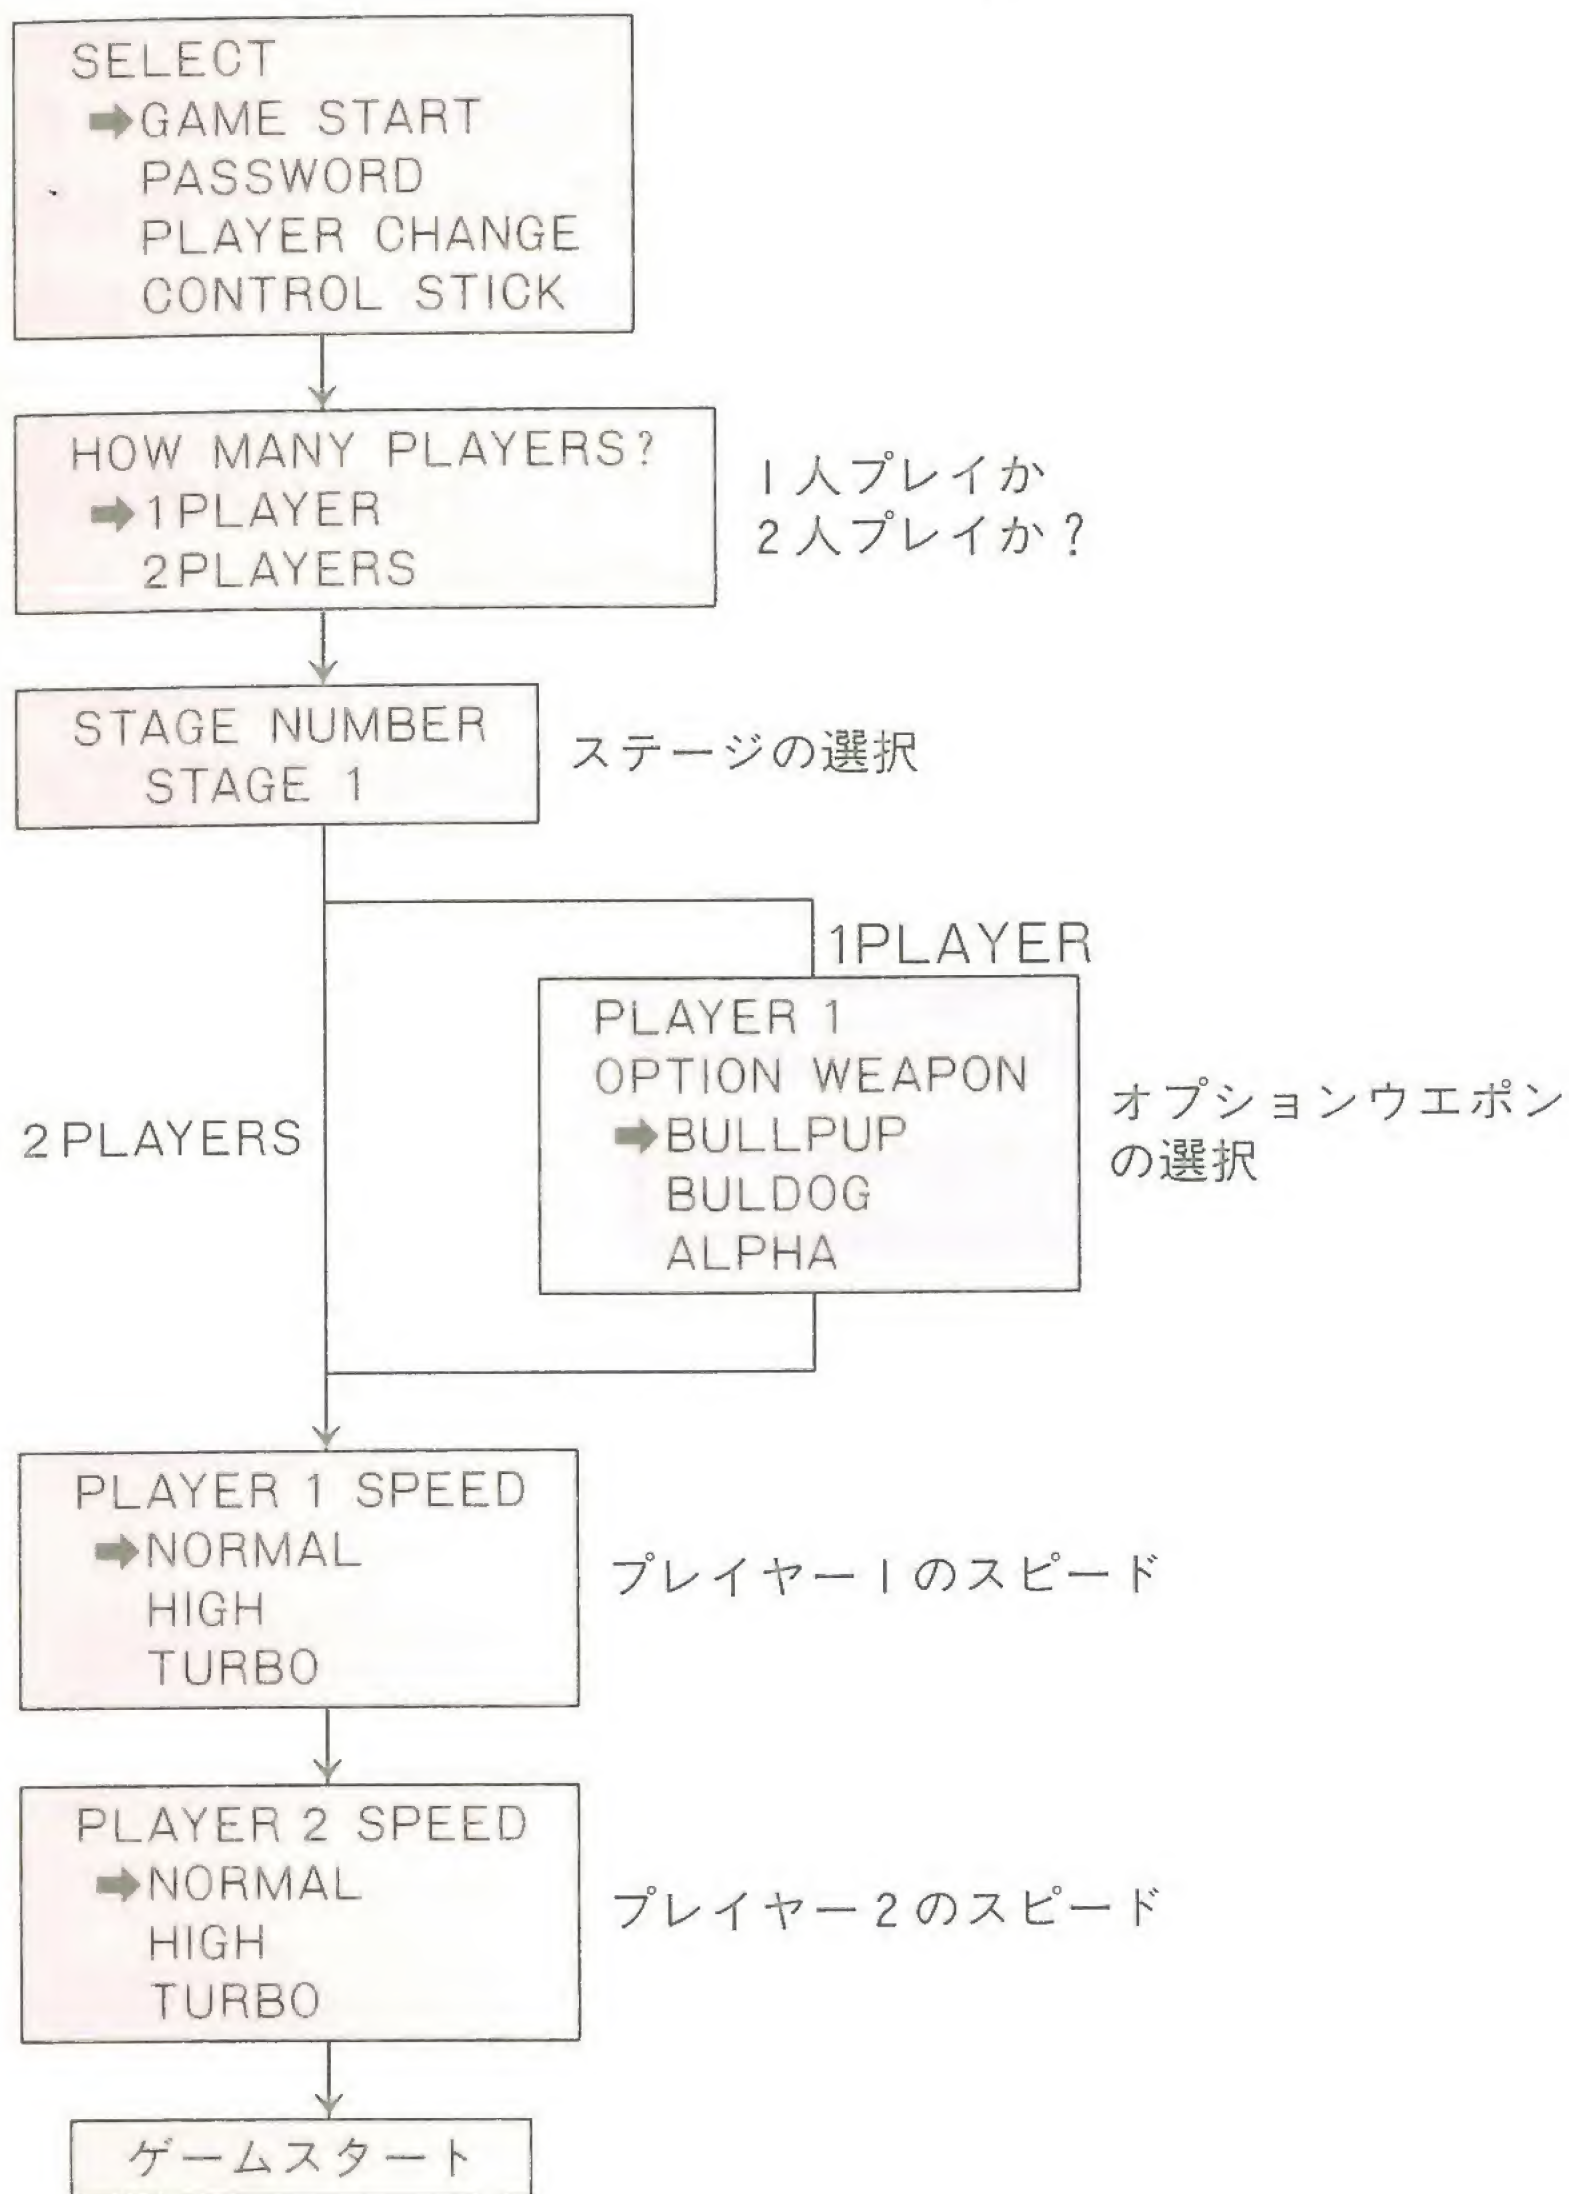 SELECT
➡GAME START
PASSWORD
PLAYER CHANGE
CONTROL STICK
HOW MANY PLAYERS?
➡1PLAYER
2PLAYERS
1人プレイか
2人プレイか?
STAGE NUMBER
STAGE 1
ステージの選択
1PLAYER
2PLAYERS
PLAYER 1
OPTION WEAPON
➡BULLPUP
BULDOG
ALPHA
オプションウエポン
の選択
PLAYER 1 SPEED
➡NORMAL
HIGH
TURBO
プレイヤー1のスピード
PLAYER 2 SPEED
➡NORMAL
HIGH
TURBO
プレイヤー2のスピード
ゲームスタート